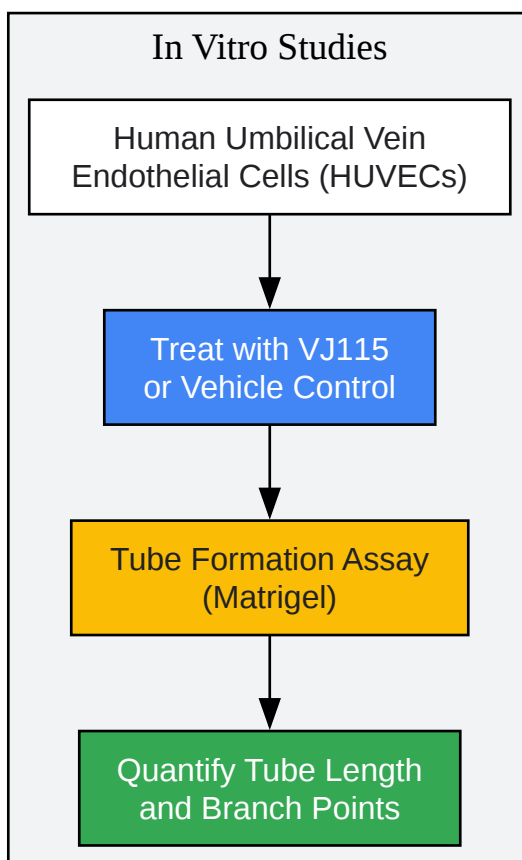 In Vitro Studies
Human Umbilical Vein
Endothelial Cells (HUVECs)
Treat with VJ115
or Vehicle Control
Tube Formation Assay
(Matrigel)
Quantify Tube Length
and Branch Points